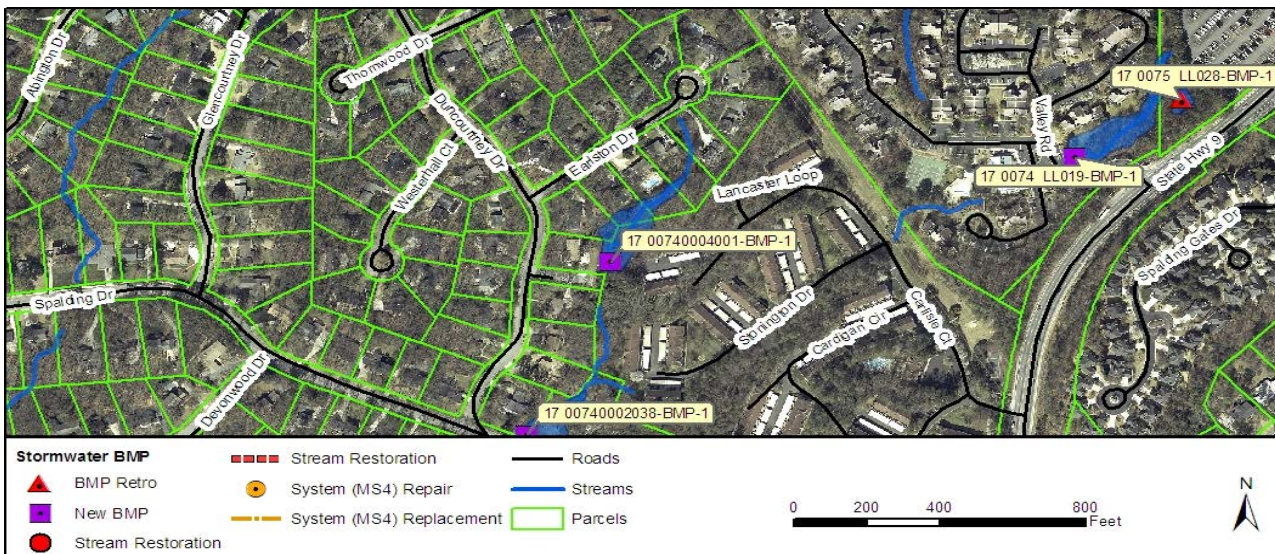 Abington Dr
Glencourtney Dr
Thornwood Dr
Duncourtney Dr
Westerhall Ct
Earlston Dr
Lancaster Loop
Valley Rd
17 0075 LL028-BMP-1
17 0074 LL019-BMP-1
State Hwy 9
Spalding Gates Dr
17 00740004001-BMP-1
Spalding Dr
Devonwood Dr
Stonington Dr
Cardigan Cir
Carlisle Ct
17 00740002038-BMP-1
Stormwater BMP
BMP Retro
New BMP
Stream Restoration
Stream Restoration
System (MS4) Repair
System (MS4) Replacement
Roads
Streams
Parcels
0 200 400 800
Feet
N